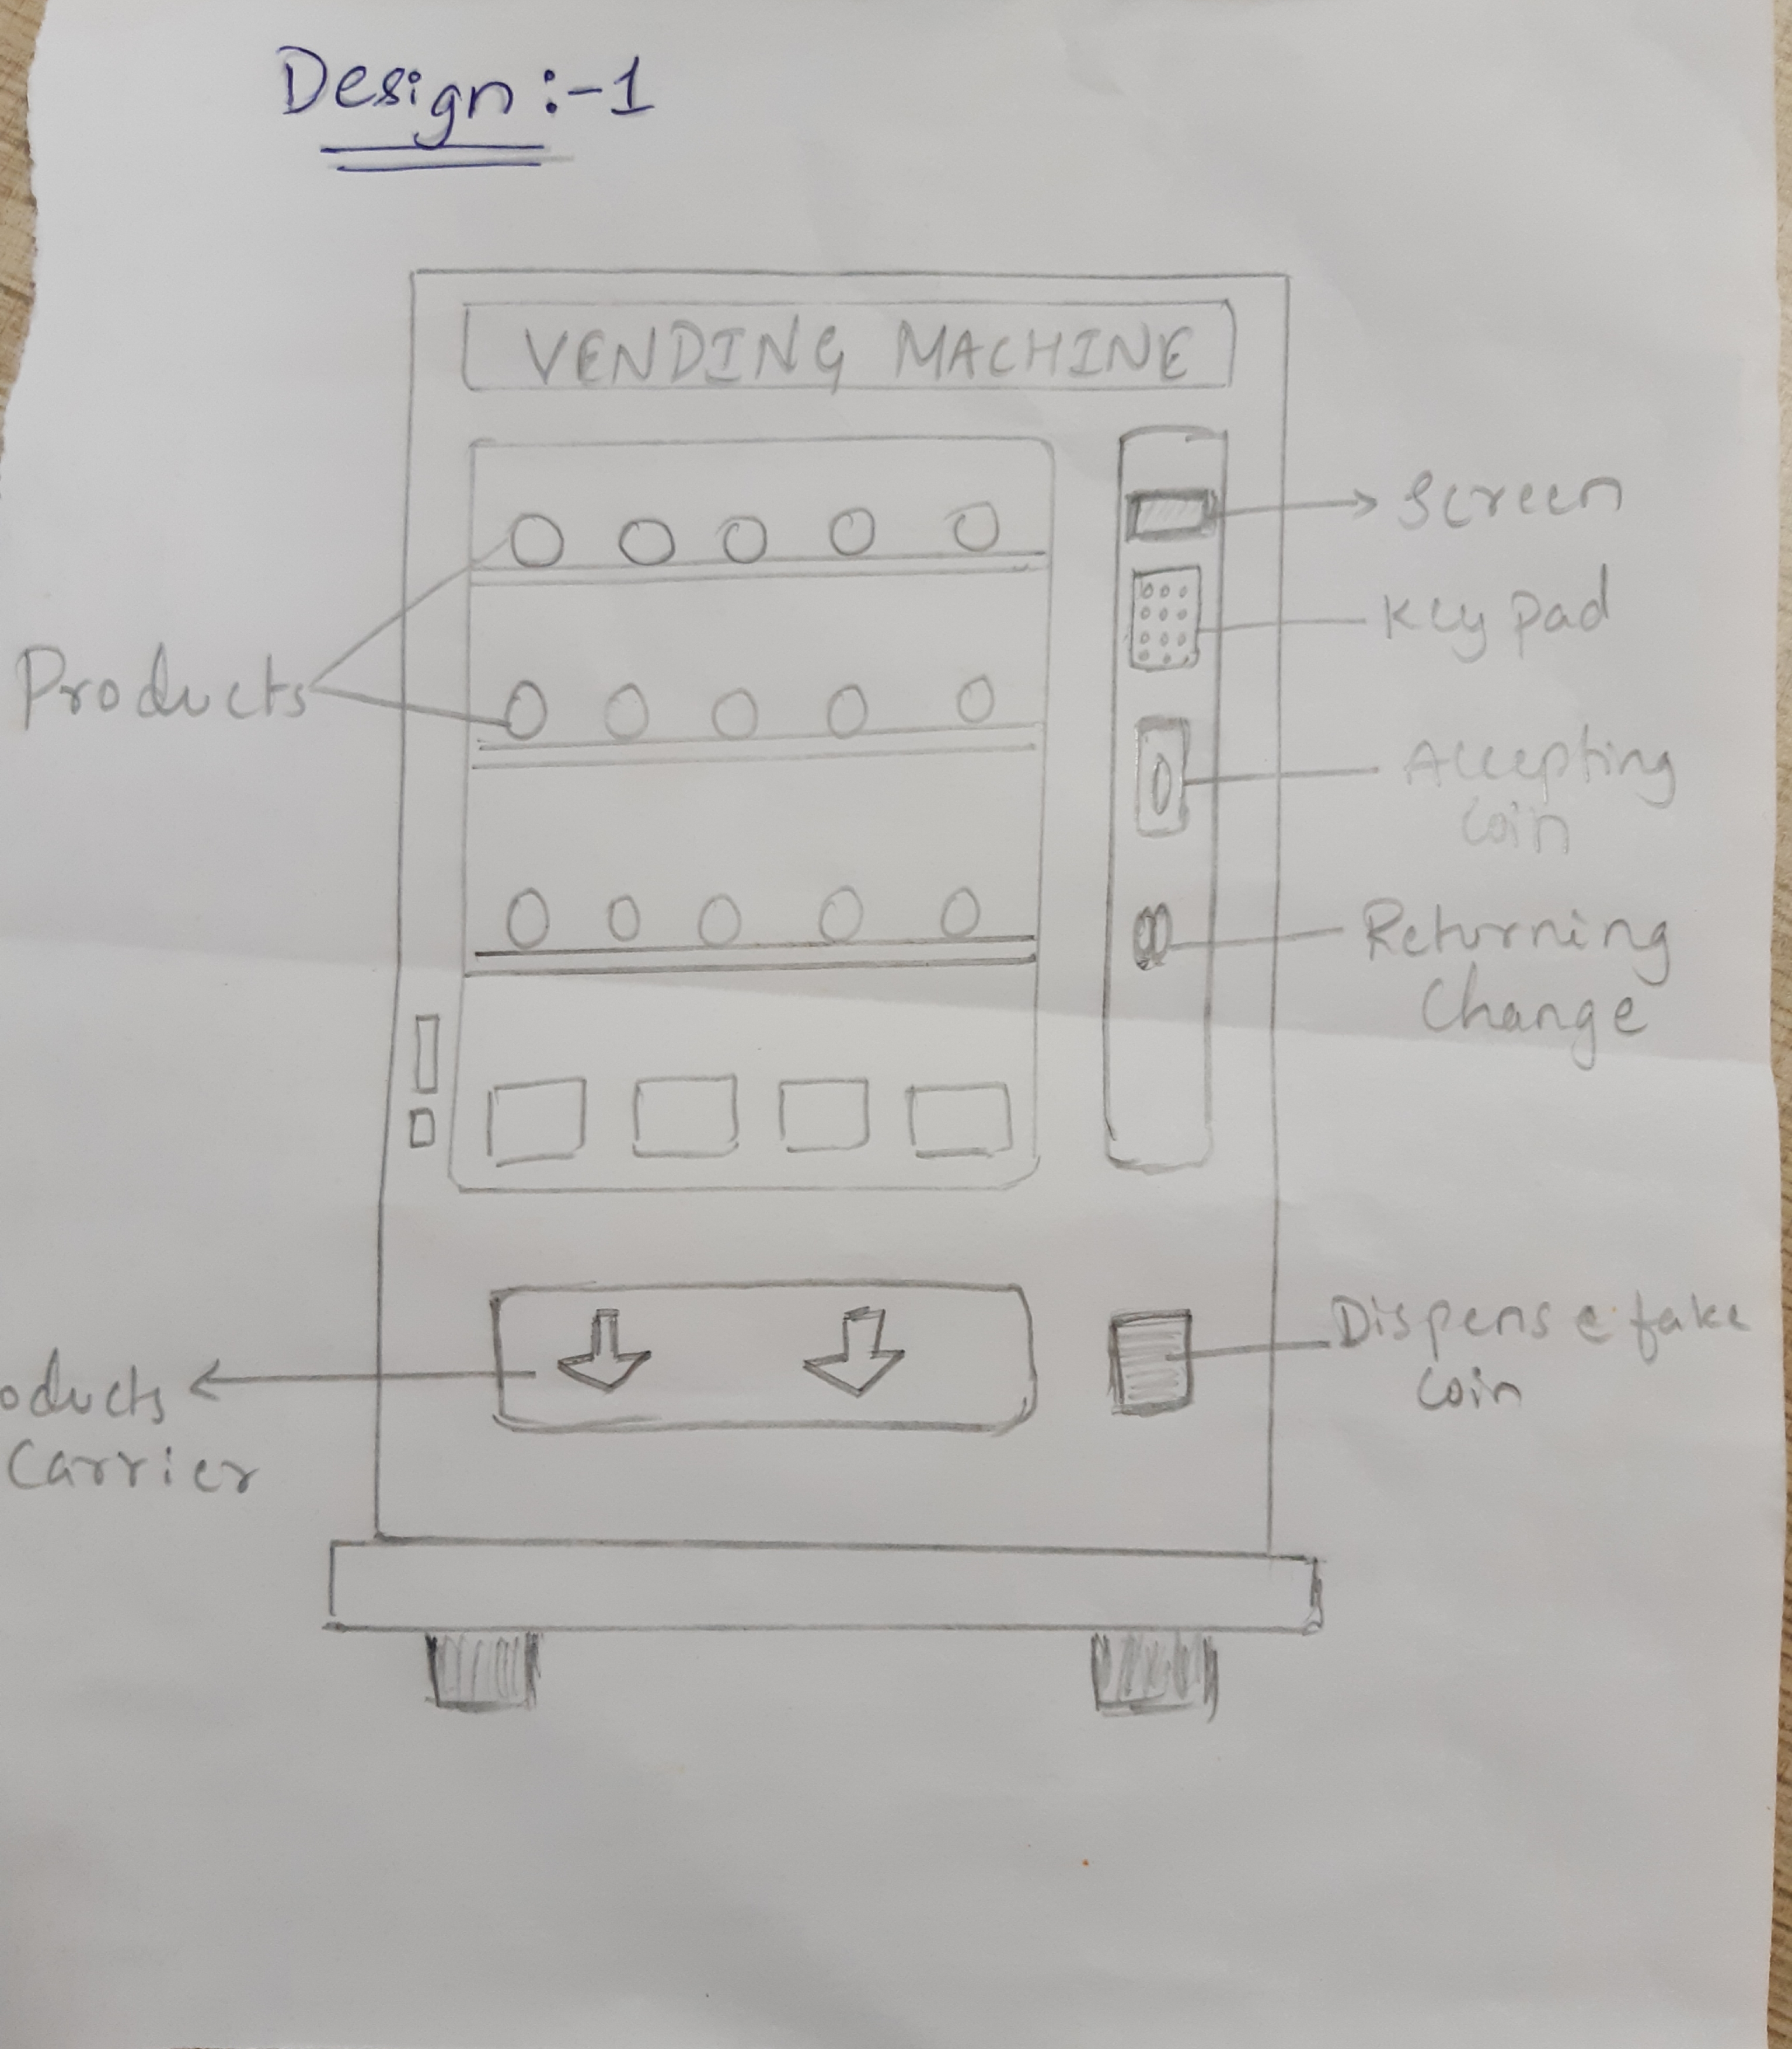 Design :- 1
VENDING MACHINE
Screen
Key pad
Products
Accepting
coin
Returning
Change
Dispense fake
coin
oducts
Carrier